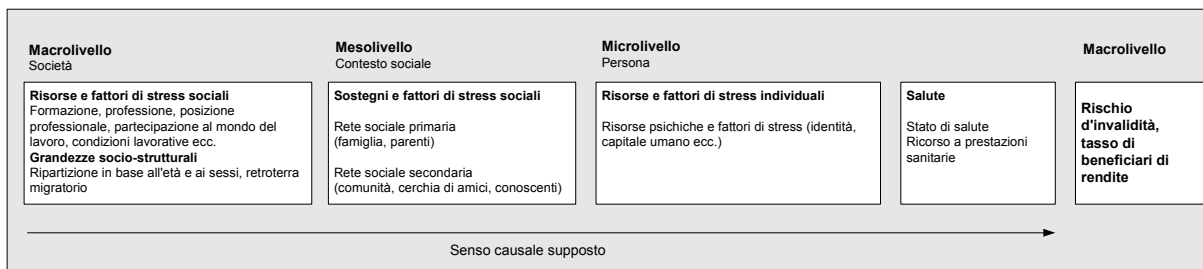 Macrolivello
Società
Risorse e fattori di stress sociali
Formazione, professione, posizione
professionale, partecipazione al mondo del
lavoro, condizioni lavorative ecc.
Grandezze socio-strutturali
Ripartizione in base all'età e ai sessi, retroterra
migratorio
Mesolivello
Contesto sociale
Sostegni e fattori di stress sociali
Rete sociale primaria
(famiglia, parenti)
Rete sociale secondaria
(comunità, cerchia di amici, conoscenti)
Microlivello
Persona
Risorse e fattori di stress individuali
Risorse psichiche e fattori di stress (identità,
capitale umano ecc.)
Salute
Stato di salute
Ricorso a prestazioni
sanitarie
Macrolivello
Rischio
d'invalidità,
tasso di
beneficiari di
rendite
Senso causale supposto